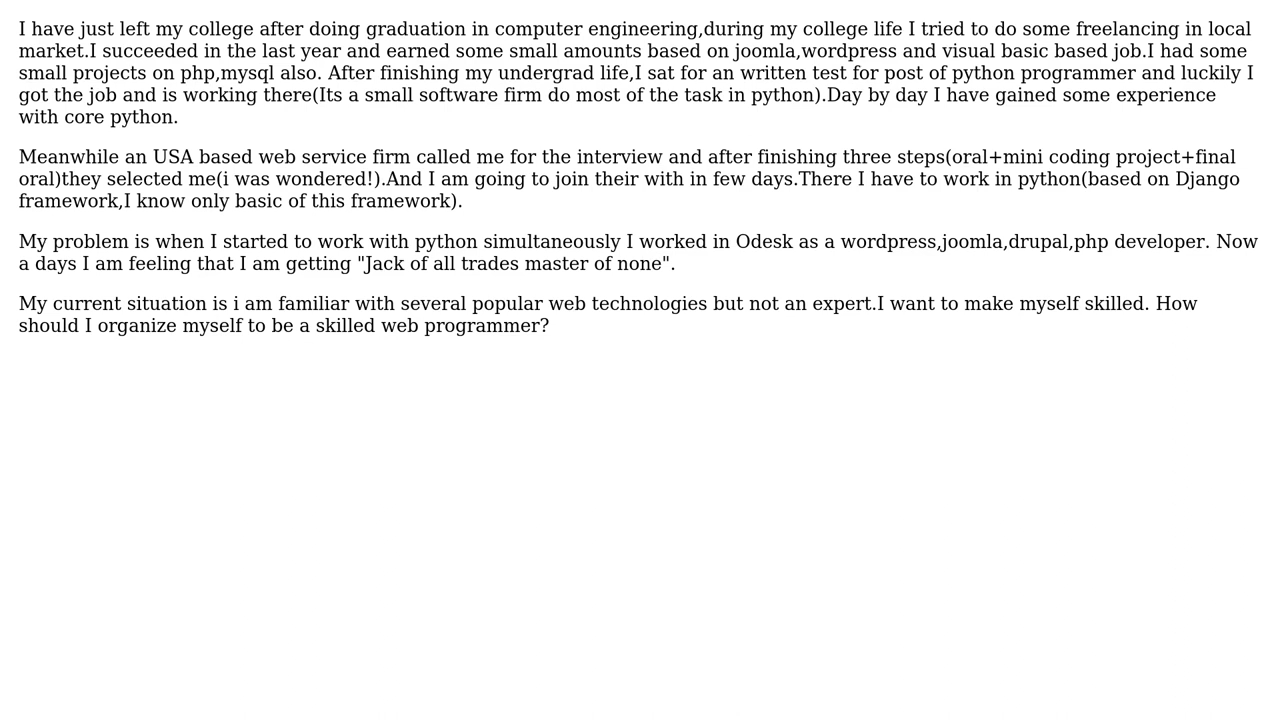 I have just left my college after doing graduation in computer engineering,during my college life I tried to do some freelancing in local
market.I succeeded in the last year and earned some small amounts based on joomla,wordpress and visual basic based job.I had some
small projects on php,mysql also. After finishing my undergrad life,I sat for an written test for post of python programmer and luckily I
got the job and is working there(Its a small software firm do most of the task in python).Day by day I have gained some experience
with core python.
Meanwhile an USA based web service firm called me for the interview and after finishing three steps(oral+mini coding project+final
oral)they selected me(i was wondered!).And I am going to join their with in few days.There I have to work in python(based on Django
framework,I know only basic of this framework).
My problem is when I started to work with python simultaneously I worked in Odesk as a wordpress,joomla,drupal,php developer. Now
a days I am feeling that I am getting "Jack of all trades master of none".
My current situation is i am familiar with several popular web technologies but not an expert.I want to make myself skilled. How
should I organize myself to be a skilled web programmer?